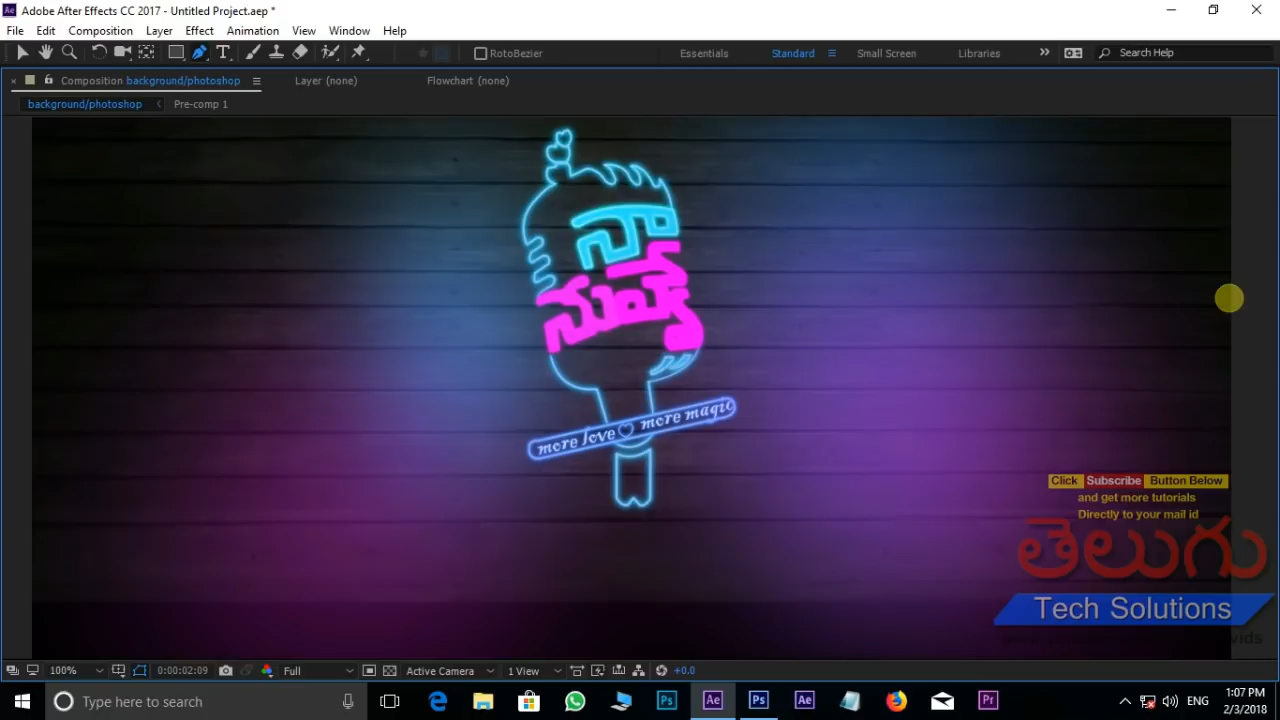 Adobe After Effects CC 2017 - Untitled Project.aep *
File Edit Composition Layer Effect Animation View Window Help
RotoBezier Essentials Standard Small Screen Libraries Search Help
Composition background/photoshop Layer (none) Flowchart (none)
background/photoshop Pre-comp 1
నా
నువ్వే
more love more magic
Click Subscribe Button Below
and get more tutorials
Directly to your mail id
తెలుగు
Tech Solutions
100% 0:00:02:09 Full Active Camera 1 View +0.0
Type here to search ENG 1:07 PM
2/3/2018